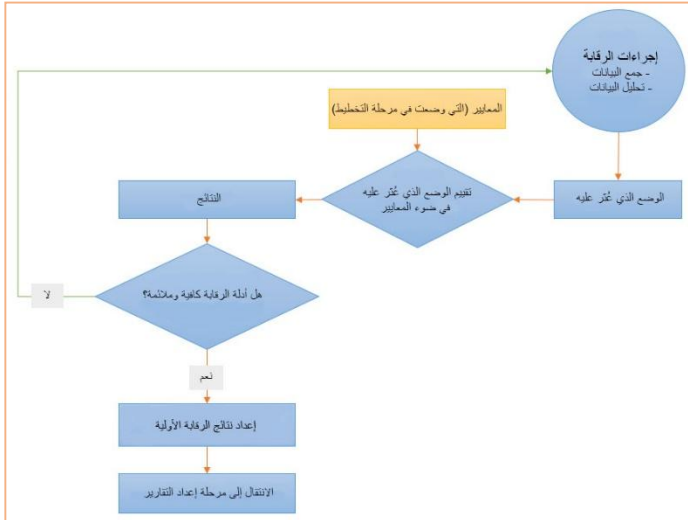 إجراءات الرقابة
- جمع البيانات
- تحليل البيانات
المعايير (التي وضعت في مرحلة التخطيط)
الوضع الذي عُثر عليه
تقييم الوضع الذي عُثر عليه
في ضوء المعايير
النتائج
هل أدلة الرقابة كافية وملائمة؟
لا
نعم
إعداد نتائج الرقابة الأولية
الانتقال إلى مرحلة إعداد التقارير